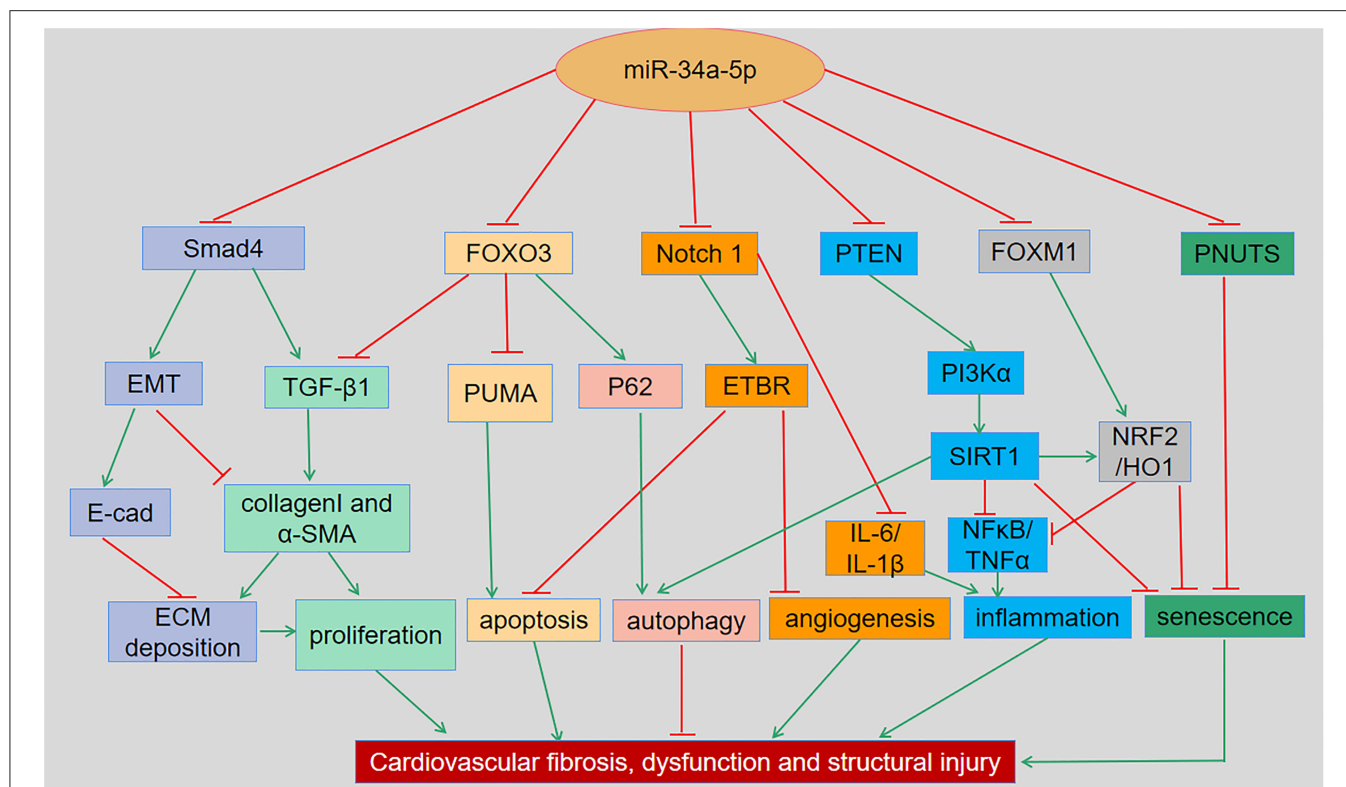 miR-34a-5p
Smad4
FOXO3
Notch 1
PTEN
FOXM1
PNUTS
EMT
TGF-β1
PUMA
P62
ETBR
PI3Kα
SIRT1
NRF2
/HO1
E-cad
collagenI and
α-SMA
IL-6/
IL-1β
NFκB/
TNFα
ECM
deposition
proliferation
apoptosis
autophagy
angiogenesis
inflammation
senescence
Cardiovascular fibrosis, dysfunction and structural injury